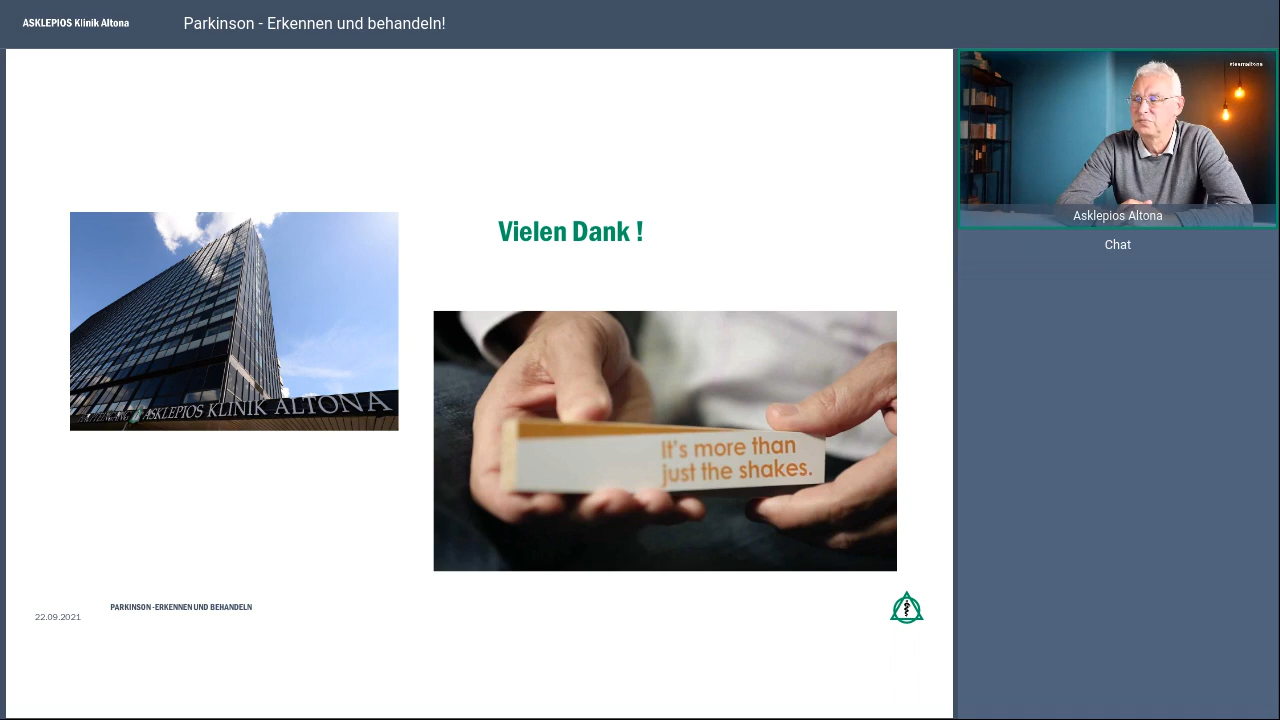 ASKLEPIOS Klinik Altona
Parkinson - Erkennen und behandeln!
#teamaltona
Asklepios Altona
Chat
Vielen Dank !
ASKLEPIOS KLINIK ALTONA
It's more than
just the shakes.
PARKINSON -ERKENNEN UND BEHANDELN
22.09.2021